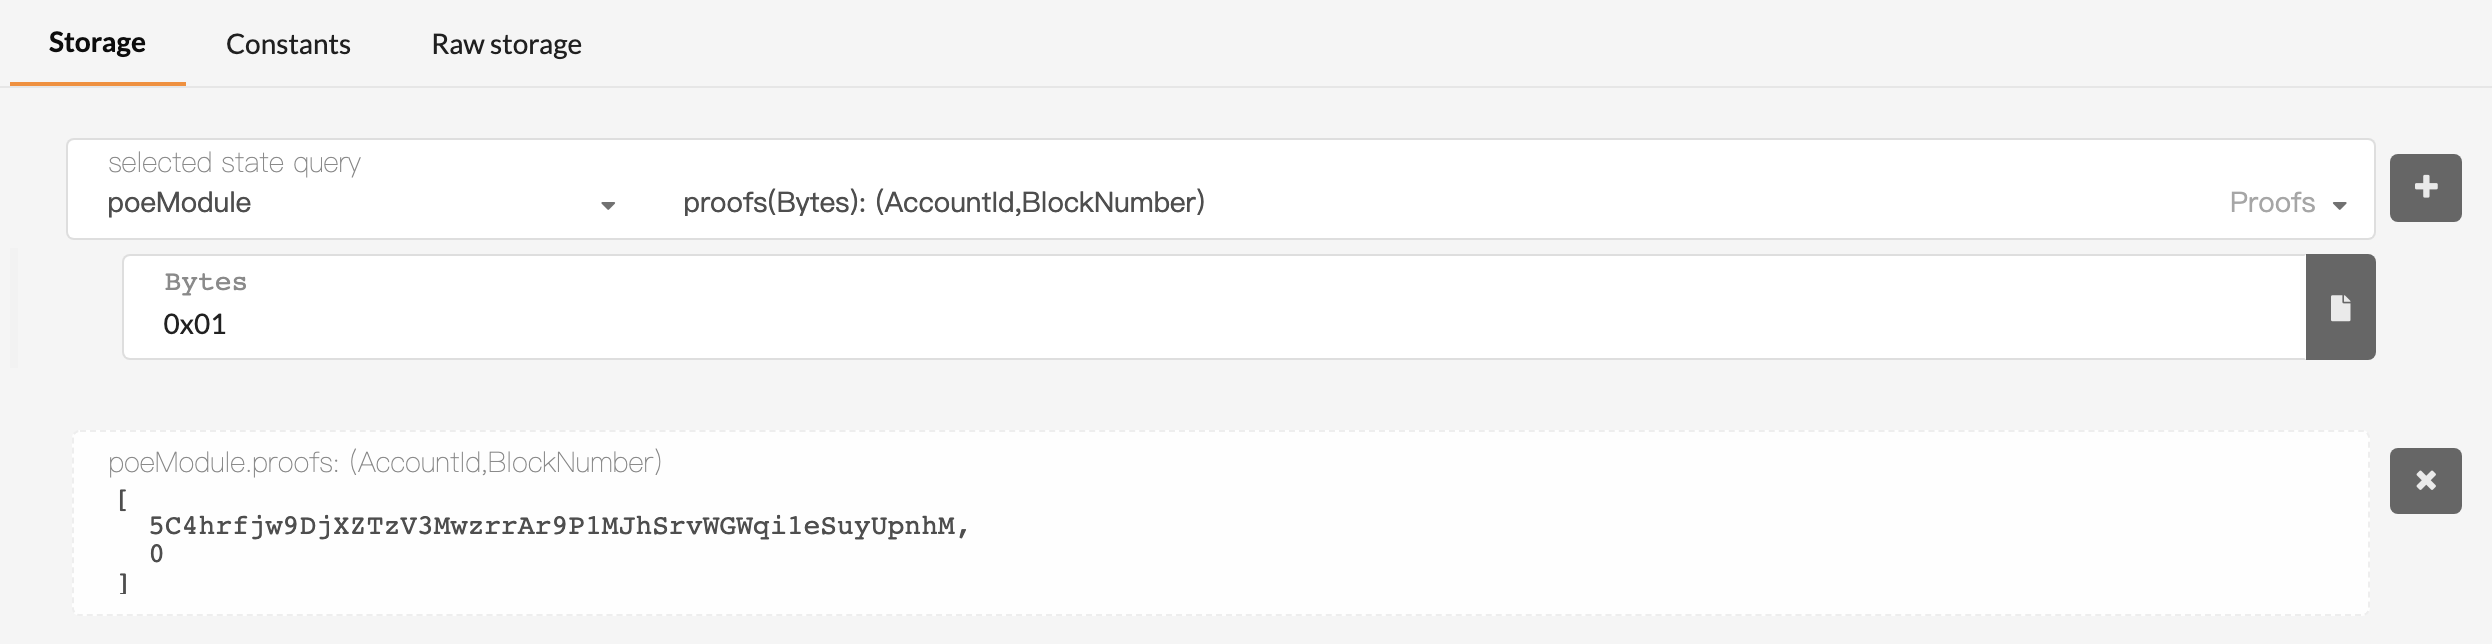 Storage Constants Raw storage
selected state query
poeModule proofs(Bytes): (AccountId,BlockNumber) Proofs
Bytes
0x01
poeModule.proofs: (AccountId,BlockNumber)
[
5C4hrfjw9DjXZTzV3MwzrrAr9P1MJhSrvWGWqi1eSuyUpnhM,
0
]